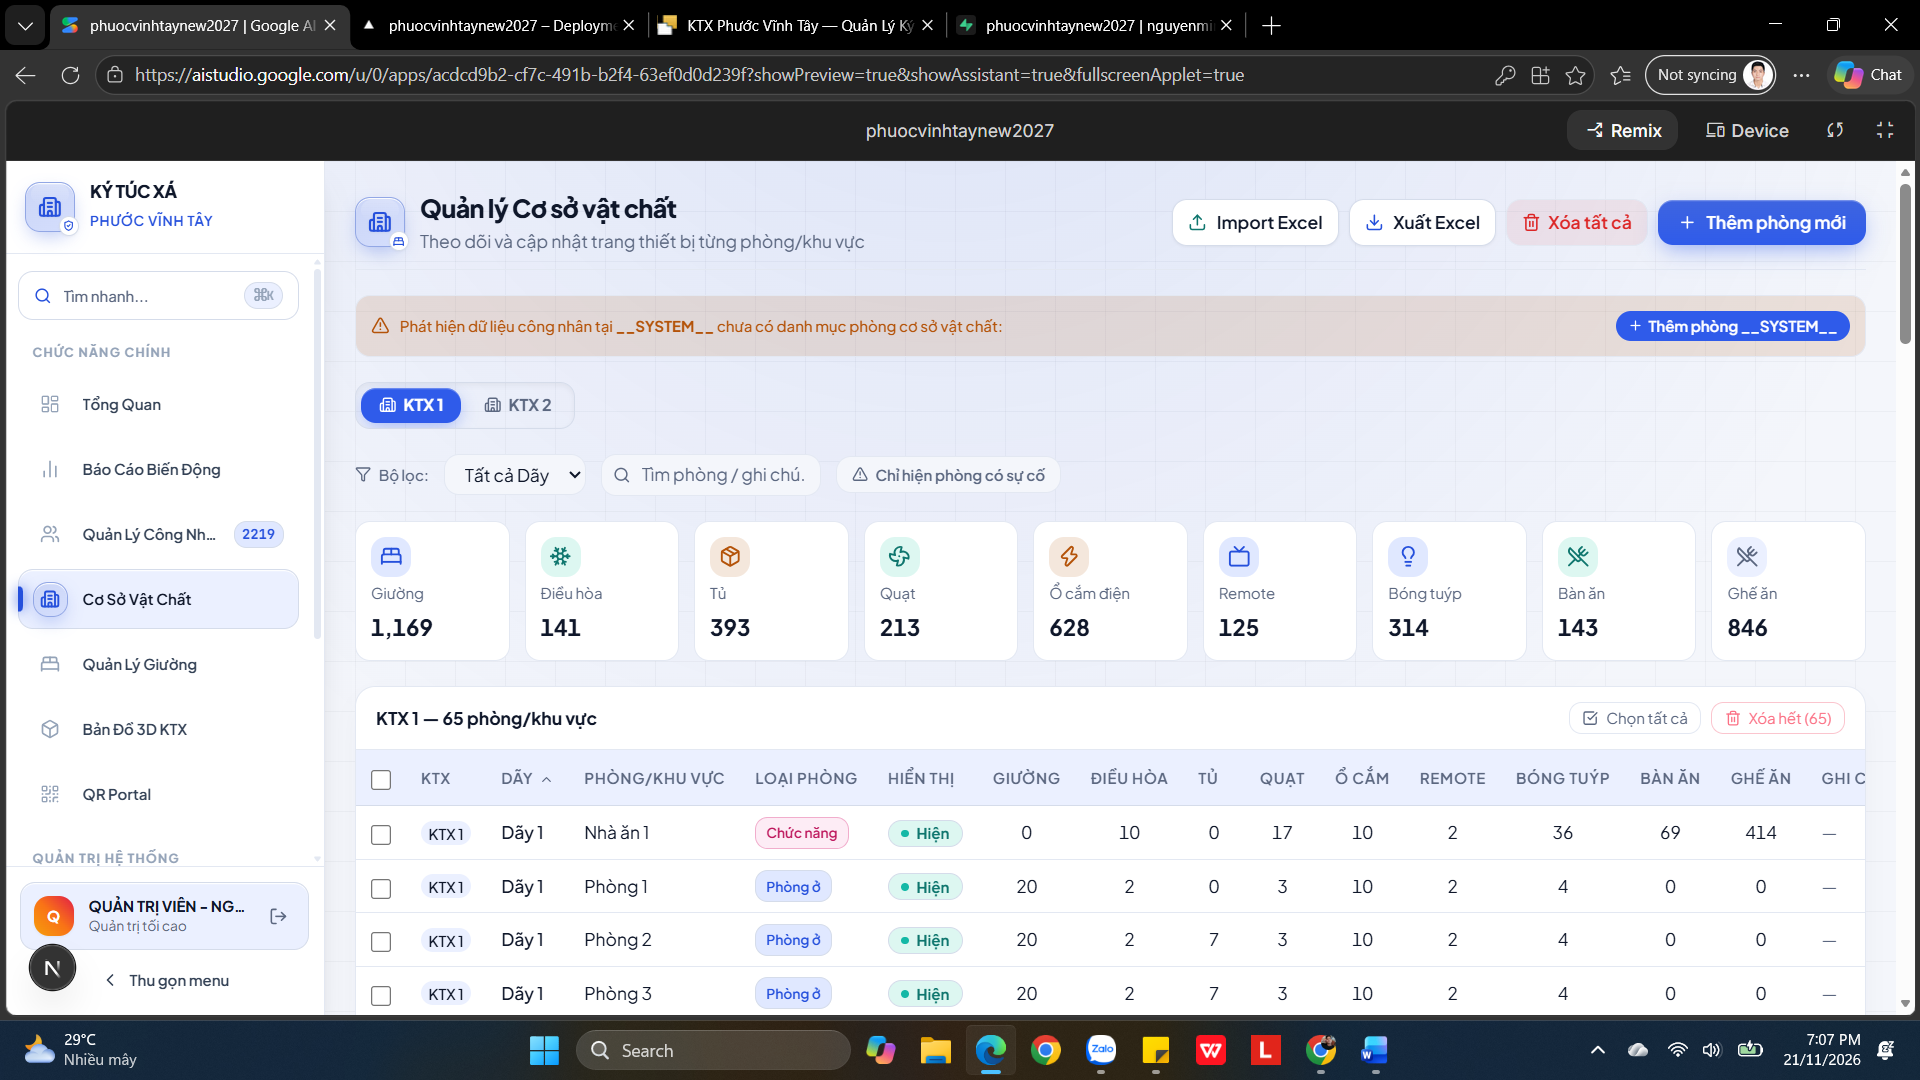 phuocvinhtaynew2027 | Google AI
phuocvinhtaynew2027 – Deployme
KTX Phước Vĩnh Tây — Quản Lý Ký
phuocvinhtaynew2027 | nguyenmi
https://aistudio.google.com/u/0/apps/acdcd9b2-cf7c-491b-b2f4-63ef0d0d239f?showPreview=true&showAssistant=true&fullscreenApplet=true
Not syncing
Chat
phuocvinhtaynew2027
Remix
Device
KÝ TÚC XÁ
PHƯỚC VĨNH TÂY
Tìm nhanh...
⌘K
CHỨC NĂNG CHÍNH
Tổng Quan
Báo Cáo Biến Động
Quản Lý Công Nh...
2219
Cơ Sở Vật Chất
Quản Lý Giường
Bản Đồ 3D KTX
QR Portal
QUẢN TRỊ HỆ THỐNG
Q
QUẢN TRỊ VIÊN - NG...
Quản trị tối cao
N
Thu gọn menu
Quản lý Cơ sở vật chất
Theo dõi và cập nhật trang thiết bị từng phòng/khu vực
Import Excel
Xuất Excel
Xóa tất cả
+ Thêm phòng mới
Phát hiện dữ liệu công nhân tại __SYSTEM__ chưa có danh mục phòng cơ sở vật chất:
+ Thêm phòng __SYSTEM__
KTX 1
KTX 2
Bộ lọc:
Tất cả Dãy
Tìm phòng / ghi chú.
Chỉ hiện phòng có sự cố
Giường
1,169
Điều hòa
141
Tủ
393
Quạt
213
Ổ cắm điện
628
Remote
125
Bóng tuýp
314
Bàn ăn
143
Ghế ăn
846
KTX 1 — 65 phòng/khu vực
Chọn tất cả
Xóa hết (65)
KTX DÃY PHÒNG/KHU VỰC LOẠI PHÒNG HIỂN THỊ GIƯỜNG ĐIỀU HÒA TỦ QUẠT Ổ CẮM REMOTE BÓNG TUÝP BÀN ĂN GHẾ ĂN GHI C
KTX 1 Dãy 1 Nhà ăn 1 Chức năng Hiện 0 10 0 17 10 2 36 69 414 —
KTX 1 Dãy 1 Phòng 1 Phòng ở Hiện 20 2 0 3 10 2 4 0 0 —
KTX 1 Dãy 1 Phòng 2 Phòng ở Hiện 20 2 7 3 10 2 4 0 0 —
KTX 1 Dãy 1 Phòng 3 Phòng ở Hiện 20 2 7 3 10 2 4 0 0 —
29°C
Nhiều mây
Search
Zalo
L
7:07 PM
21/11/2026